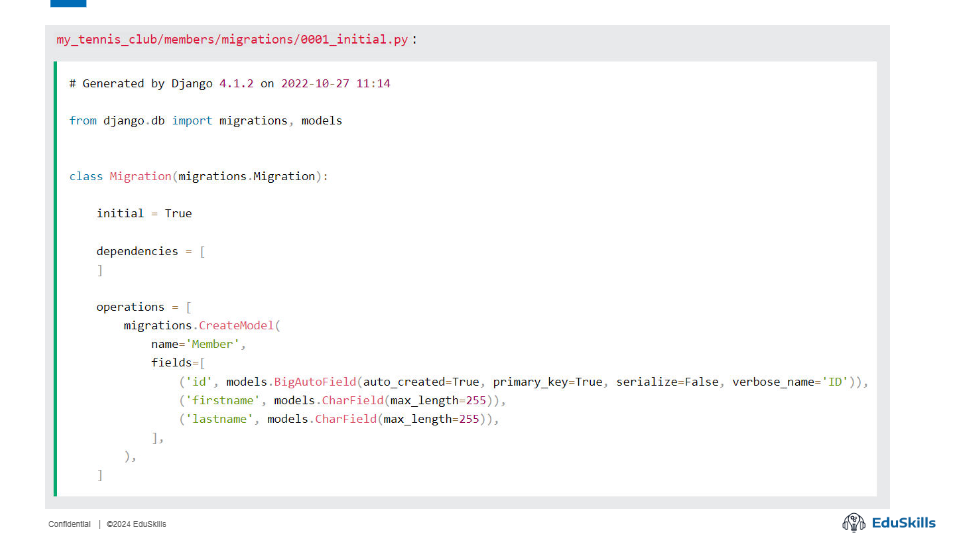 my_tennis_club/members/migrations/0001_initial.py:
# Generated by Django 4.1.2 on 2022-10-27 11:14
from django.db import migrations, models
class Migration(migrations.Migration):
initial = True
dependencies = [
]
operations = [
migrations.CreateModel(
name='Member',
fields=[
('id', models.BigAutoField(auto_created=True, primary_key=True, serialize=False, verbose_name='ID')),
('firstname', models.CharField(max_length=255)),
('lastname', models.CharField(max_length=255)),
],
),
]
Confidential | ©2024 EduSkills
EduSkills